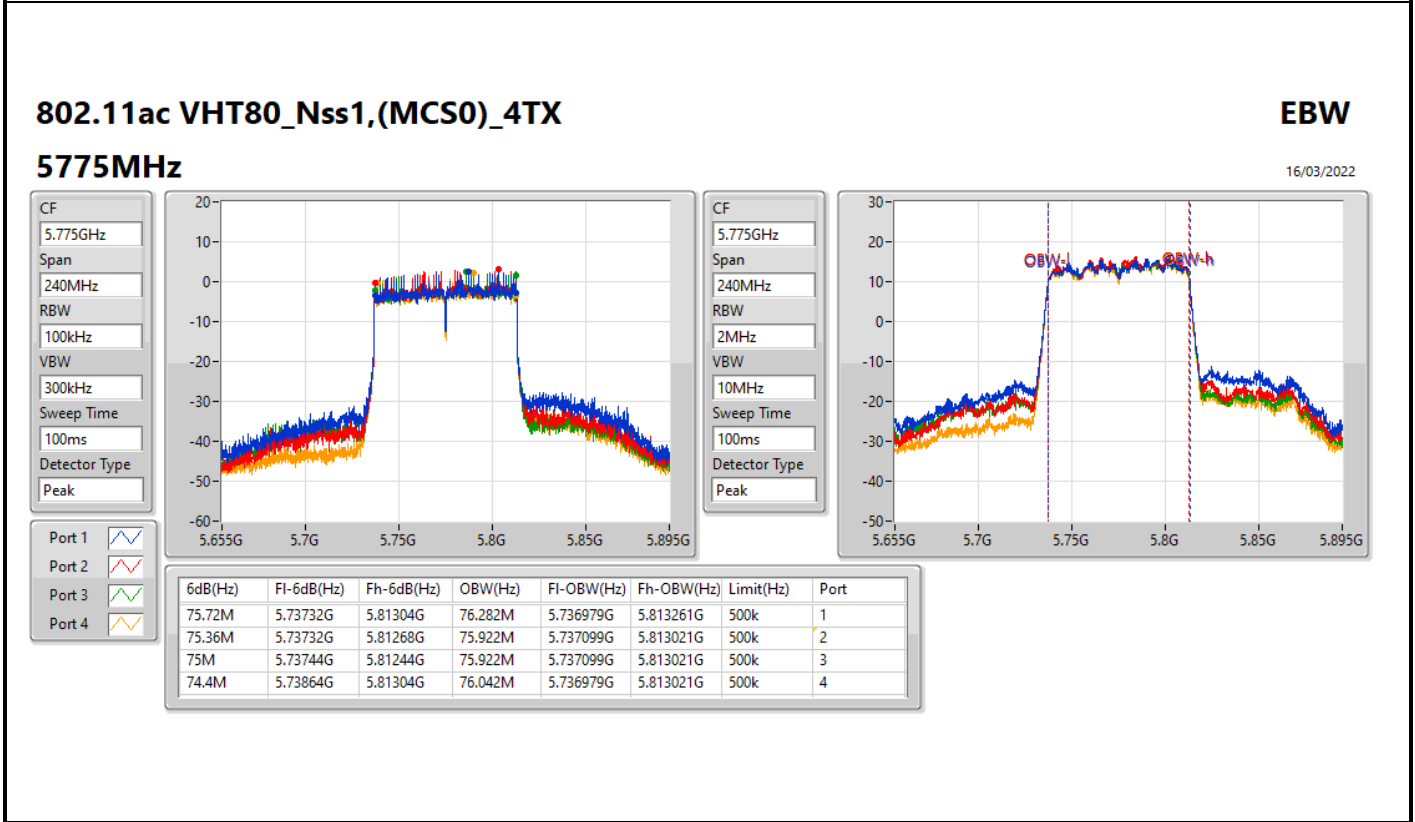 802.11ac VHT80_Nss1,(MCS0)_4TX
EBW
5775MHz
16/03/2022
CF
5.775GHz
Span
240MHz
RBW
100kHz
VBW
300kHz
Sweep Time
100ms
Detector Type
Peak
20
10
0
-10
-20
-30
-40
-50
-60
5.655G 5.7G 5.75G 5.8G 5.85G 5.895G
CF
5.775GHz
Span
240MHz
RBW
2MHz
VBW
10MHz
Sweep Time
100ms
Detector Type
Peak
30
20
10
0
-10
-20
-30
-40
-50
OBW-l OBW-h
5.655G 5.7G 5.75G 5.8G 5.85G 5.895G
Port 1
Port 2
Port 3
Port 4
6dB(Hz) Fl-6dB(Hz) Fh-6dB(Hz) OBW(Hz) Fl-OBW(Hz) Fh-OBW(Hz) Limit(Hz) Port
75.72M 5.73732G 5.81304G 76.282M 5.736979G 5.813261G 500k 1
75.36M 5.73732G 5.81268G 75.922M 5.737099G 5.813021G 500k 2
75M 5.73744G 5.81244G 75.922M 5.737099G 5.813021G 500k 3
74.4M 5.73864G 5.81304G 76.042M 5.736979G 5.813021G 500k 4